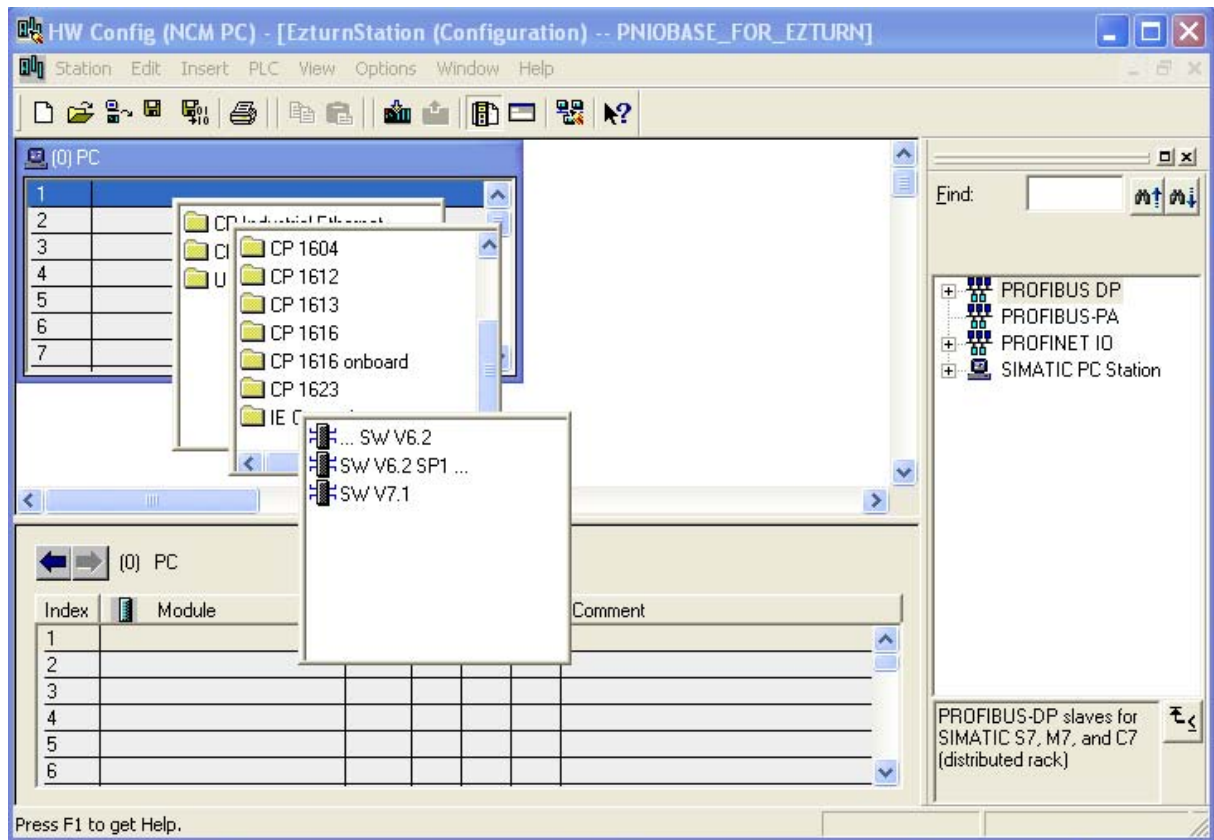 HW Config (NCM PC) - [EzturnStation (Configuration) -- PNIOBASE_FOR_EZTURN]
Station Edit Insert PLC View Options Window Help
(0) PC
1
2
3
4
5
6
7
CP Industrial Ethernet
U
CP 1604
CP 1612
CP 1613
CP 1616
CP 1616 onboard
CP 1623
IE
... SW V6.2
SW V6.2 SP1 ...
SW V7.1
Find:
PROFIBUS DP
PROFIBUS-PA
PROFINET IO
SIMATIC PC Station
(0) PC
Index Module Comment
1
2
3
4
5
6
PROFIBUS-DP slaves for
SIMATIC S7, M7, and C7
(distributed rack)
Press F1 to get Help.